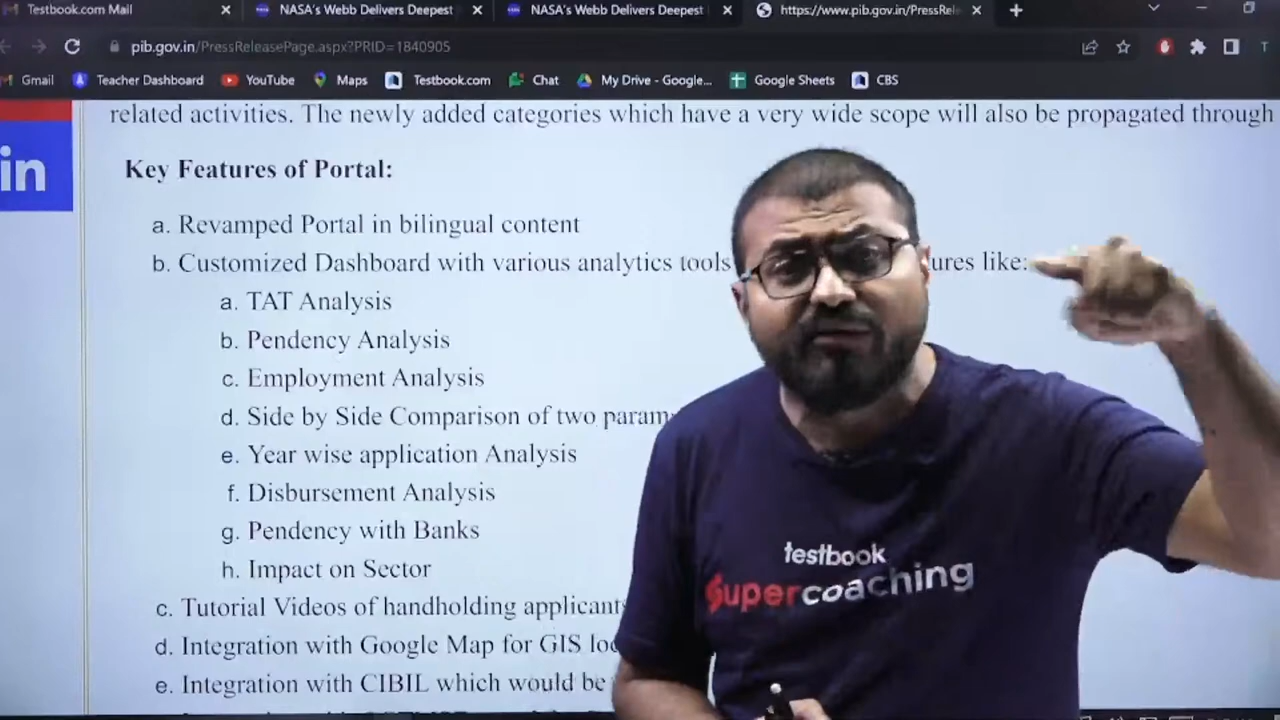 Testbook.com Mail
NASA's Webb Delivers Deepest
NASA's Webb Delivers Deepest
https://www.pib.gov.in/PressRel
pib.gov.in/PressReleasePage.aspx?PRID=1840905
T
Gmail
Teacher Dashboard
YouTube
Maps
Testbook.com
Chat
My Drive - Google...
Google Sheets
CBS
in
related activities. The newly added categories which have a very wide scope will also be propagated through
Key Features of Portal:
a. Revamped Portal in bilingual content
b. Customized Dashboard with various analytics tools ures like:
a. TAT Analysis
b. Pendency Analysis
c. Employment Analysis
d. Side by Side Comparison of two param
e. Year wise application Analysis
f. Disbursement Analysis
g. Pendency with Banks
h. Impact on Sector
c. Tutorial Videos of handholding applicants
d. Integration with Google Map for GIS loc
e. Integration with CIBIL which would be
testbook
supercoaching